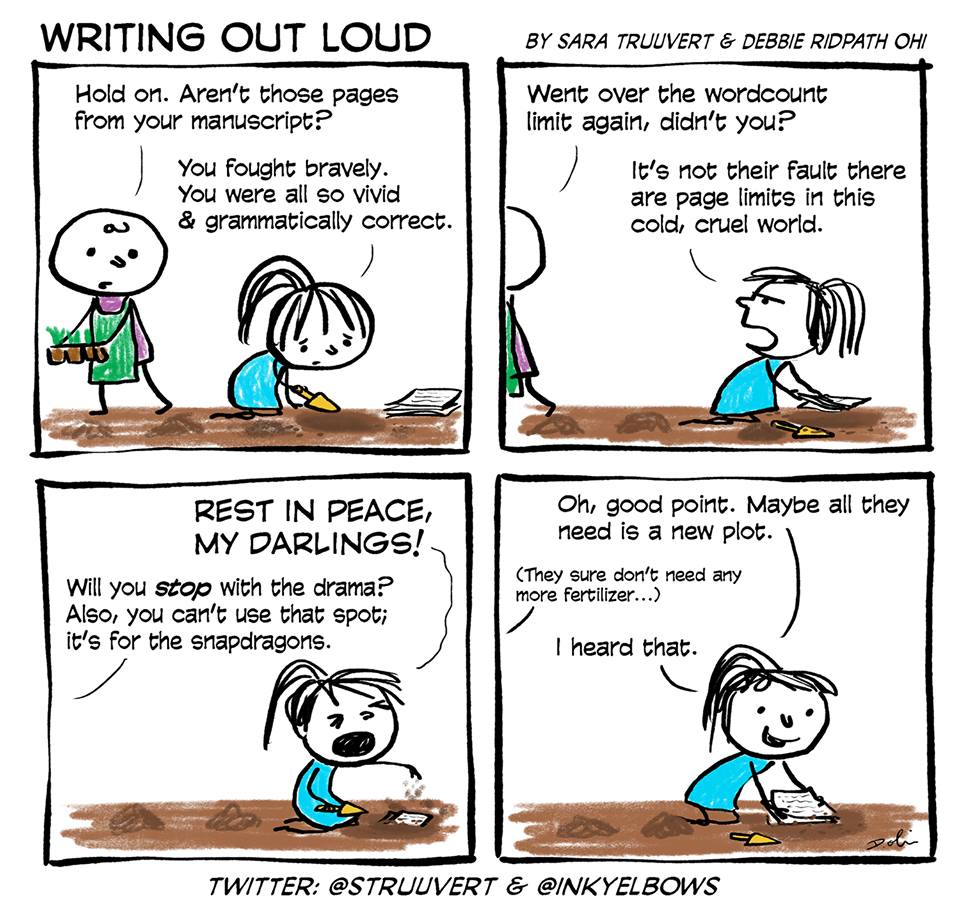 WRITING OUT LOUD
BY SARA TRUUVERT & DEBBIE RIDPATH OHI
Hold on. Aren't those pages
from your manuscript?
You fought bravely.
You were all so vivid
& grammatically correct.
Went over the wordcount
limit again, didn't you?
It's not their fault there
are page limits in this
cold, cruel world.
REST IN PEACE,
MY DARLINGS!
Will you stop with the drama?
Also, you can't use that spot;
it's for the snapdragons.
Oh, good point. Maybe all they
need is a new plot.
(They sure don't need any
more fertilizer...)
I heard that.
Debbie
TWITTER: @STRUUVERT & @INKYELBOWS